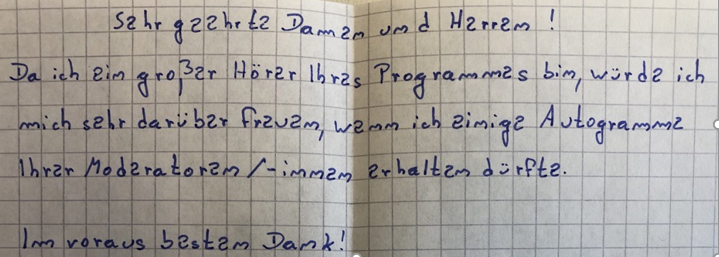 Sehr geehrte Damen und Herren !
Da ich ein großer Hörer Ihres Programmes bin, würde ich
mich sehr darüber freuen, wenn ich einige Autogramme
Ihrer Moderatoren /-innen erhalten dürfte.
Im voraus besten Dank!